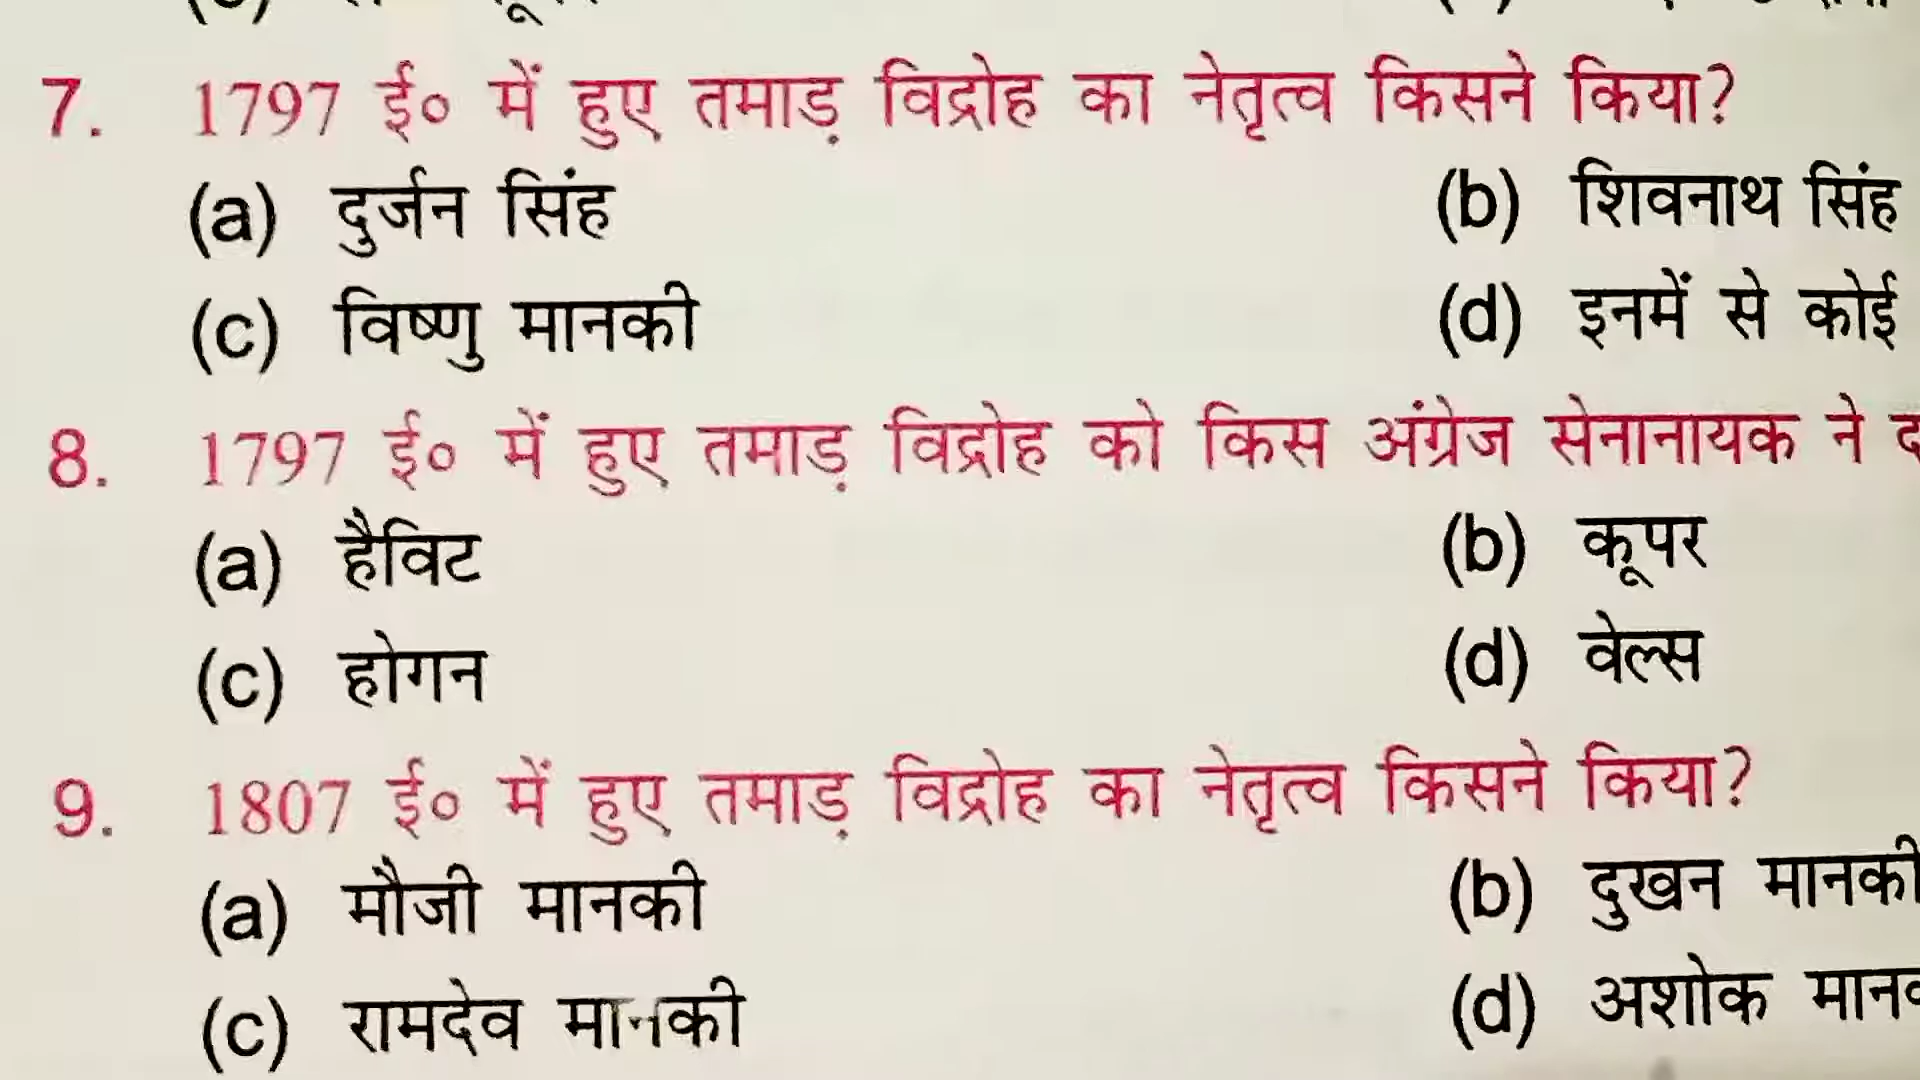 7. 1797 ई० में हुए तमाड़ विद्रोह का नेतृत्व किसने किया?
(a) दुर्जन सिंह (b) शिवनाथ सिंह
(c) विष्णु मानकी (d) इनमें से कोई
8. 1797 ई० में हुए तमाड़ विद्रोह को किस अंग्रेज सेनानायक ने
(a) हैविट (b) कूपर
(c) होगन (d) वेल्स
9. 1807 ई० में हुए तमाड़ विद्रोह का नेतृत्व किसने किया?
(a) मौजी मानकी (b) दुखन मानकी
(c) रामदेव मानकी (d) अशोक